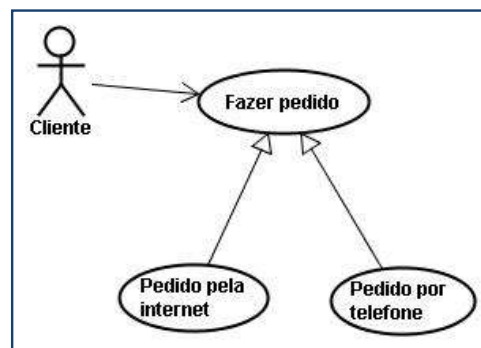 Fazer pedido
Cliente
Pedido pela
internet
Pedido por
telefone